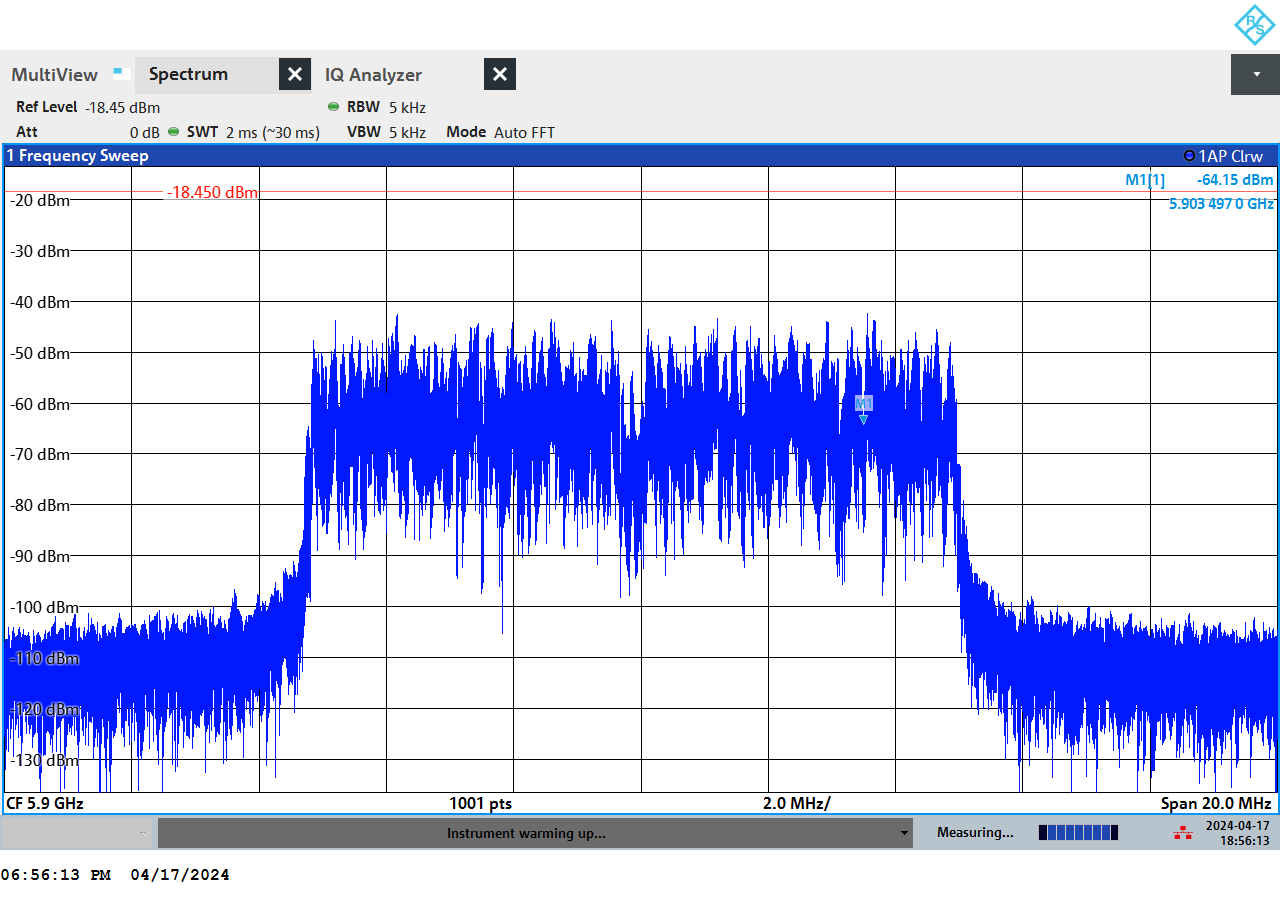 R/S
MultiView Spectrum IQ Analyzer
Ref Level -18.45 dBm RBW 5 kHz
Att 0 dB SWT 2 ms (~30 ms) VBW 5 kHz Mode Auto FFT
1 Frequency Sweep 1AP Clrw
M1[1] -64.15 dBm
-18.450 dBm
5.903 497 0 GHz
-20 dBm
-30 dBm
-40 dBm
-50 dBm
-60 dBm
M1
-70 dBm
-80 dBm
-90 dBm
-100 dBm
-110 dBm
-120 dBm
-130 dBm
CF 5.9 GHz 1001 pts 2.0 MHz/ Span 20.0 MHz
Instrument warming up... Measuring... 2024-04-17
18:56:13
06:56:13 PM 04/17/2024